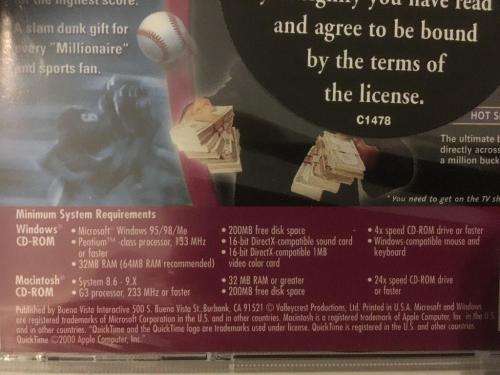 for the highest score.
A slam dunk gift for
every "Millionaire"
and sports fan.
you have read
and agree to be bound
by the terms of
the license.
C1478
HOT S
The ultimate
directly across
a million buck
* You need to get on the TV sh
Minimum System Requirements
Windows®
CD-ROM
• Microsoft® Windows 95/98/Me
• Pentium™-class processor, 133 MHz
or faster
• 32MB RAM (64MB RAM recommended)
• 200MB free disk space
• 16-bit DirectX-compatible sound card
• 16-bit DirectX-compatible 1MB
video color card
• 4x speed CD-ROM drive or faster
• Windows-compatible mouse and
keyboard
Macintosh®
CD-ROM
• System 8.6 - 9.X
• G3 processor, 233 MHz or faster
• 32 MB RAM or greater
• 200MB free disk space
• 24x speed CD-ROM drive
or faster
Published by Buena Vista Interactive 500 S. Buena Vista St. Burbank, CA 91521 © Valleycrest Productions, Ltd. Printed in U.S.A. Microsoft and Windows
are registered trademarks of Microsoft Corporation in the U.S. and in other countries. Macintosh is a registered trademark of Apple Computer, Inc. in the U.S.
and in other countries. "QuickTime and the QuickTime logo are trademarks used under license. QuickTime is registered in the U.S. and other countries.
QuickTime ©2000 Apple Computer, Inc."